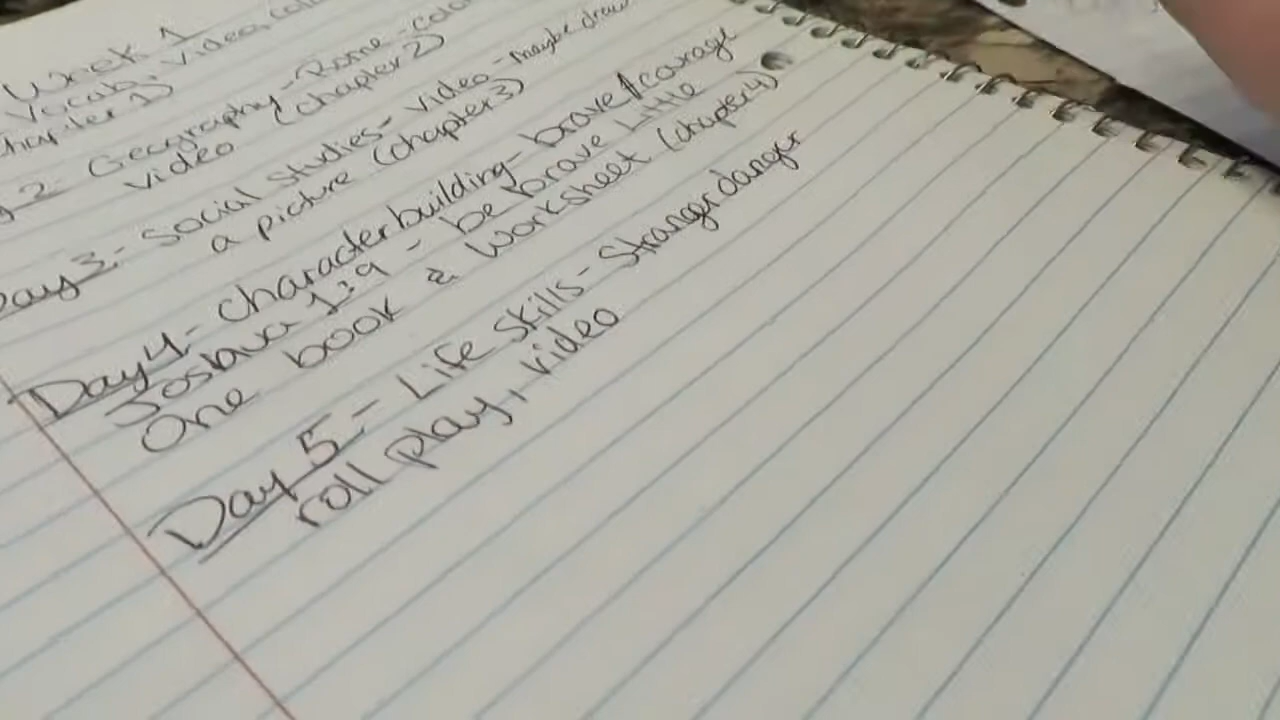 Week 1
Vocab, video, col
hapter 1)
y 2- Geography- Rome- Colo
video (chapter 2)
Day 3- Social studies- video- maybe draw
a picture (chapter 3)
Day 4- Character building- brave/courage
Joshua 1:9 - be brave Little
One book & worksheet (chapter 4)
Day 5- Life skills- Stranger danger
roll play, video